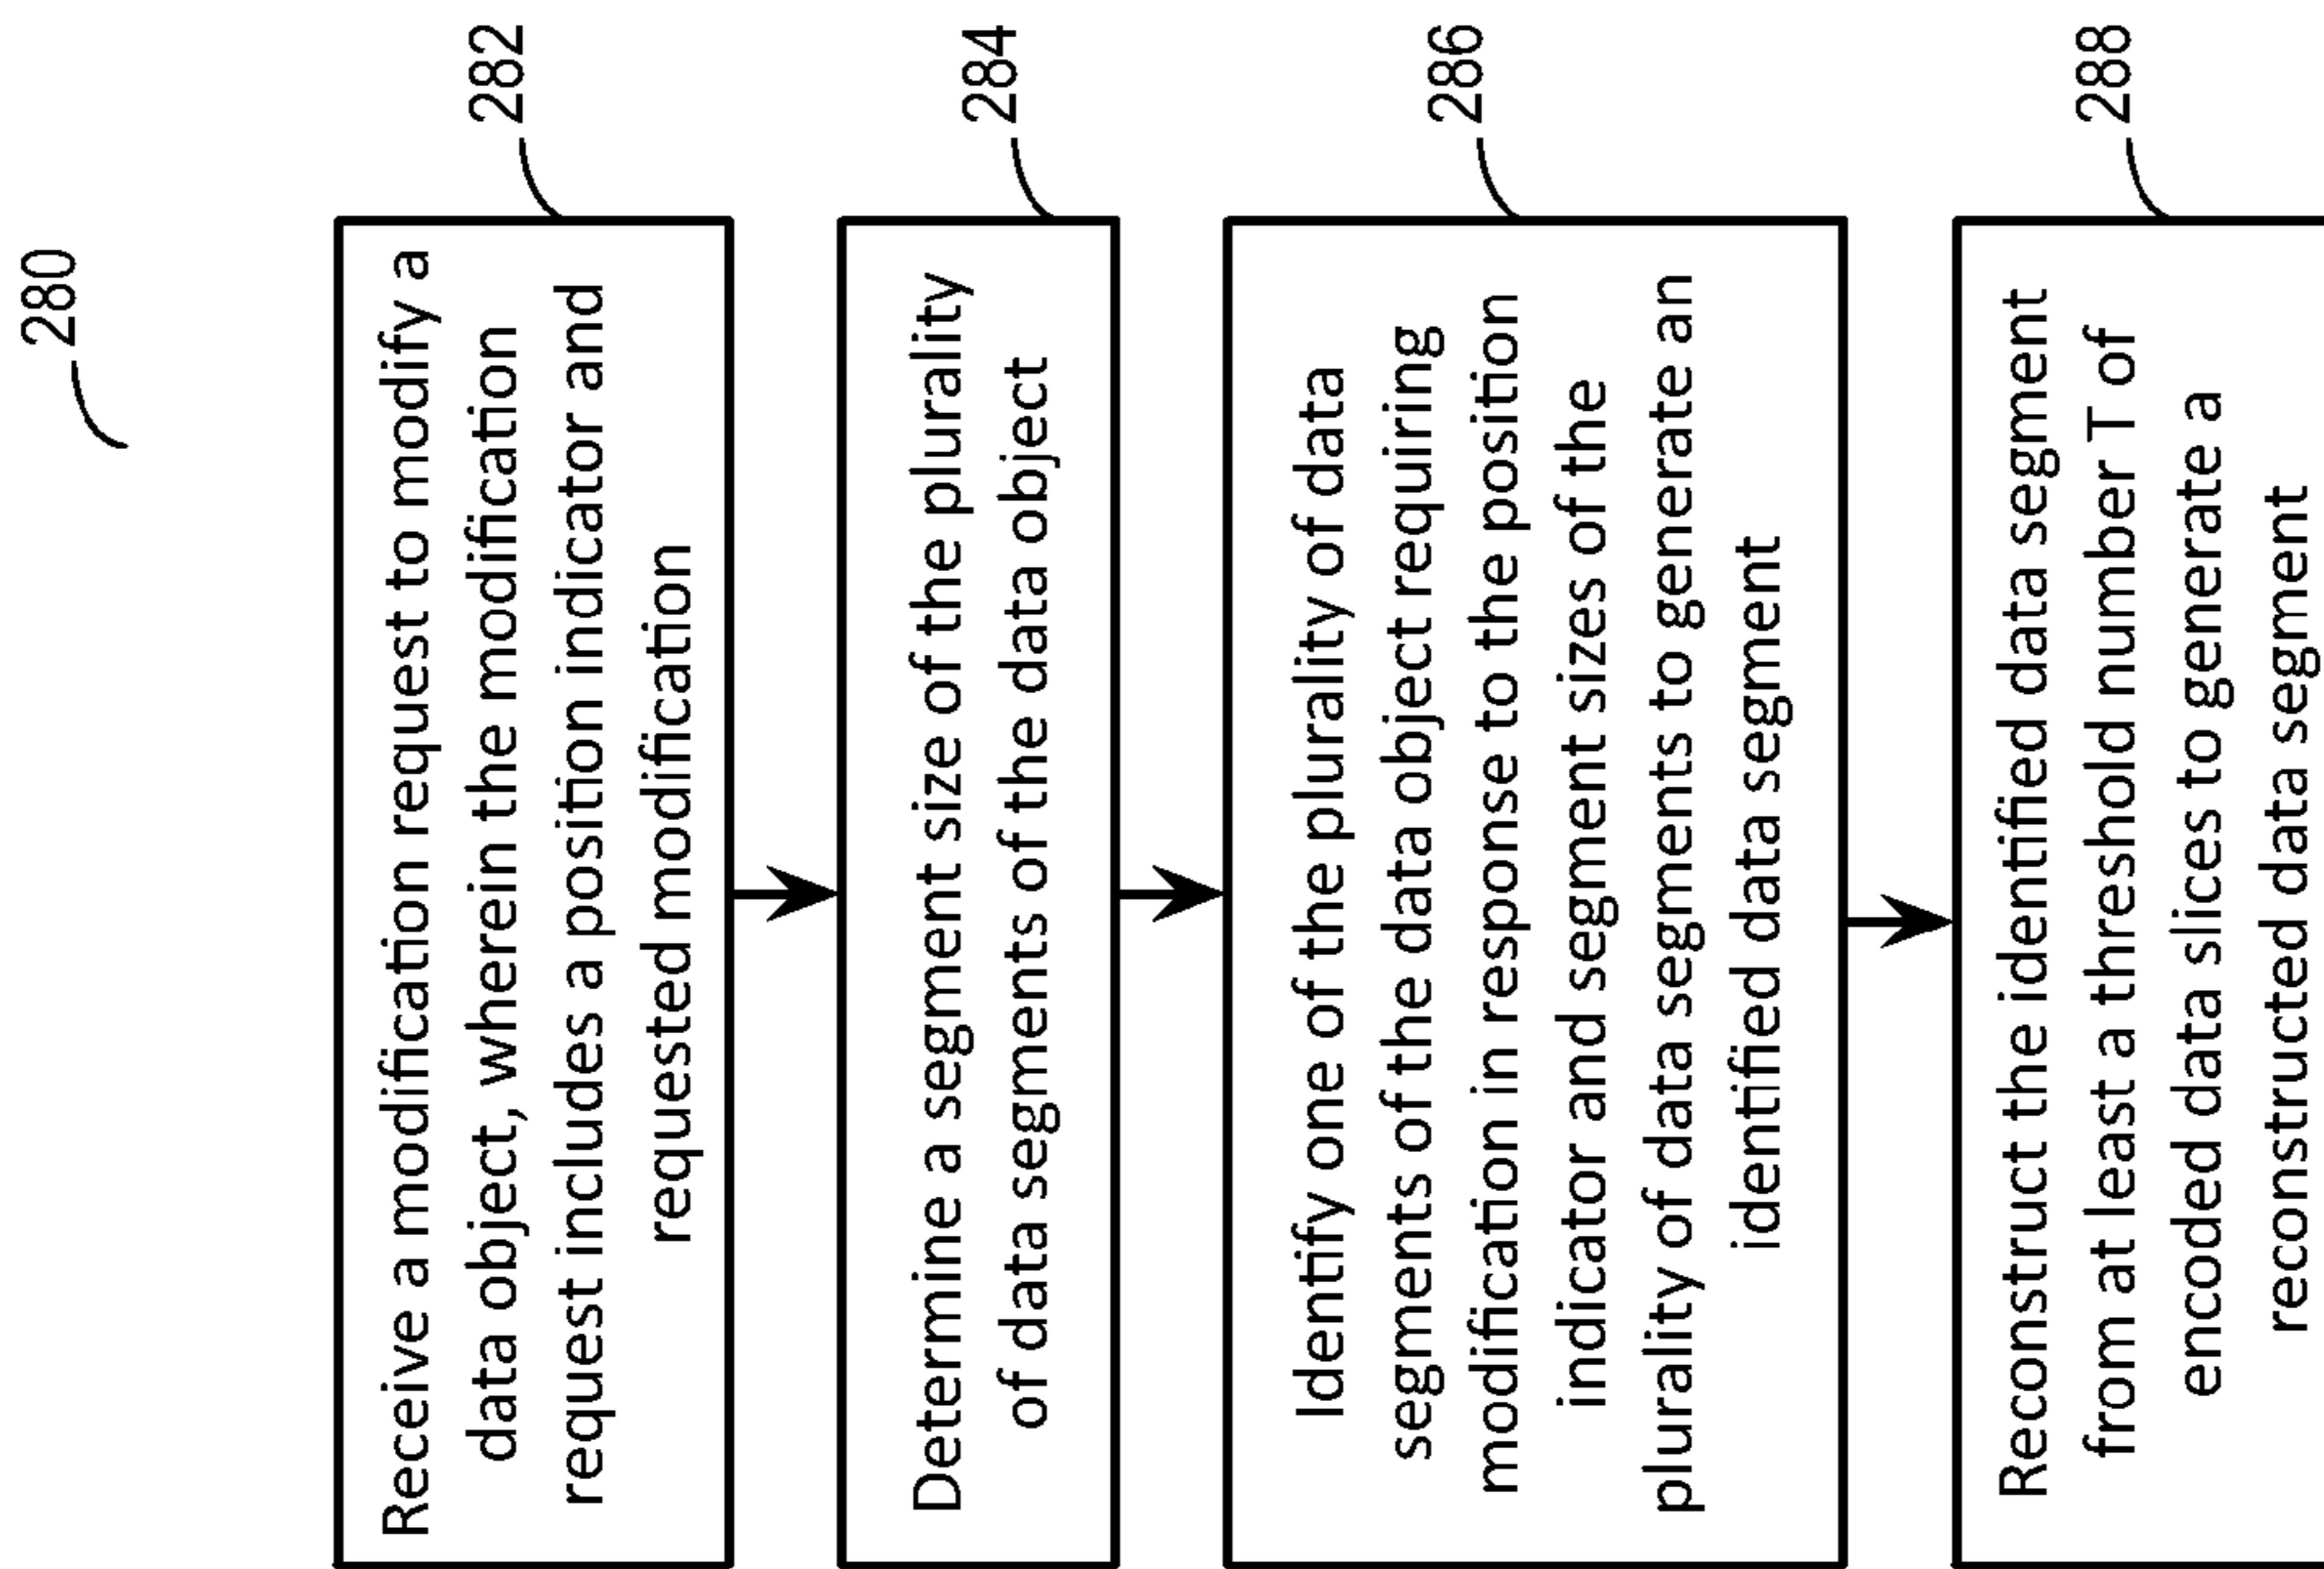 280
282
Receive a modification request to modify a
data object, wherein the modification
request includes a position indicator and
requested modification
284
Determine a segment size of the plurality
of data segments of the data object
286
Identify one of the plurality of data
segments of the data object requiring
modification in response to the position
indicator and segment sizes of the
plurality of data segments to generate an
identified data segment
288
Reconstruct the identified data segment
from at least a threshold number T of
encoded data slices to generate a
reconstructed data segment